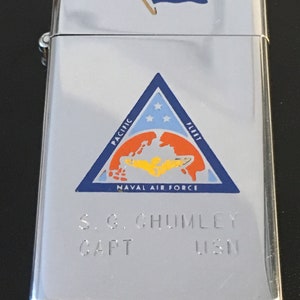 PACIFIC FLEET
NAVAL AIR FORCE
S. C. CHUMLEY
CAPT USN